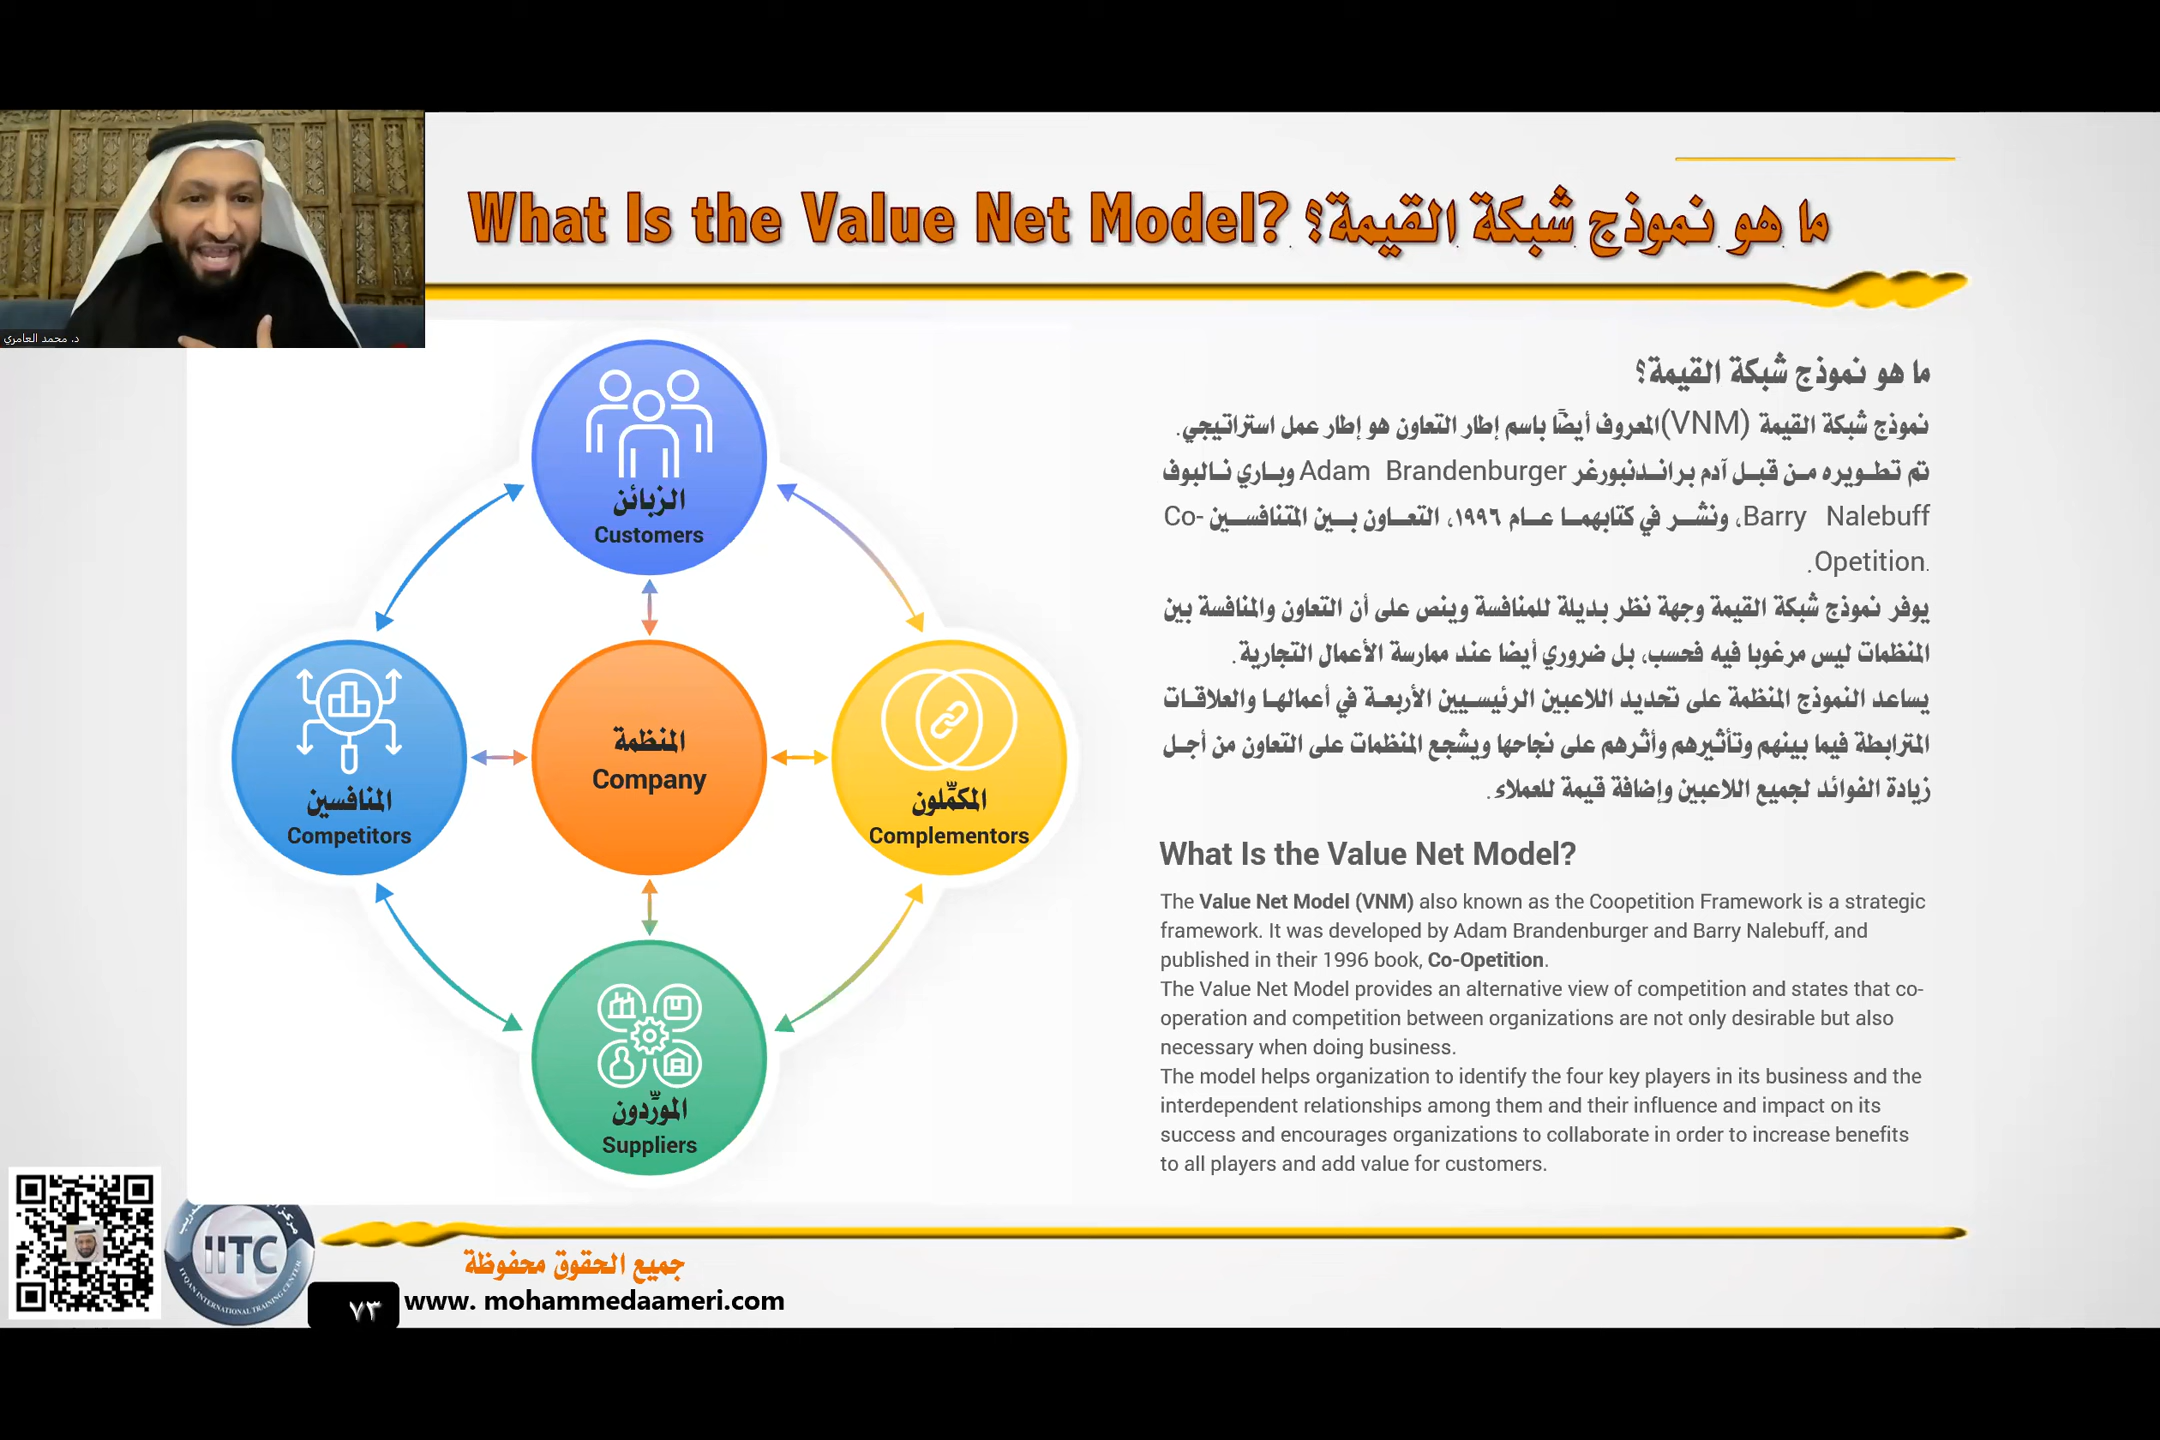 What Is the Value Net Model? ما هو نموذج شبكة القيمة؟
د. محمد العامري
الزبائن
Customers
المنافسين
Competitors
المنظمة
Company
المكمّلون
Complementors
المورّدون
Suppliers
ما هو نموذج شبكة القيمة؟
نموذج شبكة القيمة (VNM)المعروف أيضًا باسم إطار التعاون هو إطار عمل استراتيجي.
تم تطويره من قبل آدم براندنبورغر Adam Brandenburger وباري نالبوف
Barry Nalebuff، ونشر في كتابهما عام ١٩٩٦، التعاون بين المتنافسين Co-
Opetition.
يوفر نموذج شبكة القيمة وجهة نظر بديلة للمنافسة وينص على أن التعاون والمنافسة بين
المنظمات ليس مرغوبا فيه فحسب، بل ضروري أيضا عند ممارسة الأعمال التجارية.
يساعد النموذج المنظمة على تحديد اللاعبين الرئيسيين الأربعة في أعمالها والعلاقات
المترابطة فيما بينهم وتأثيرهم وأثرهم على نجاحها ويشجع المنظمات على التعاون من أجل
زيادة الفوائد لجميع اللاعبين وإضافة قيمة للعملاء.
What Is the Value Net Model?
The Value Net Model (VNM) also known as the Coopetition Framework is a strategic
framework. It was developed by Adam Brandenburger and Barry Nalebuff, and
published in their 1996 book, Co-Opetition.
The Value Net Model provides an alternative view of competition and states that co-
operation and competition between organizations are not only desirable but also
necessary when doing business.
The model helps organization to identify the four key players in its business and the
interdependent relationships among them and their influence and impact on its
success and encourages organizations to collaborate in order to increase benefits
to all players and add value for customers.
IITC
ITQAN INTERNATIONAL TRAINING CENTER
جميع الحقوق محفوظة
٧٣
www. mohammedaameri.com